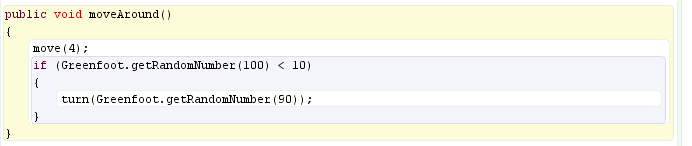 public void moveAround()
{
move(4);
if (Greenfoot.getRandomNumber(100) < 10)
{
turn(Greenfoot.getRandomNumber(90));
}
}